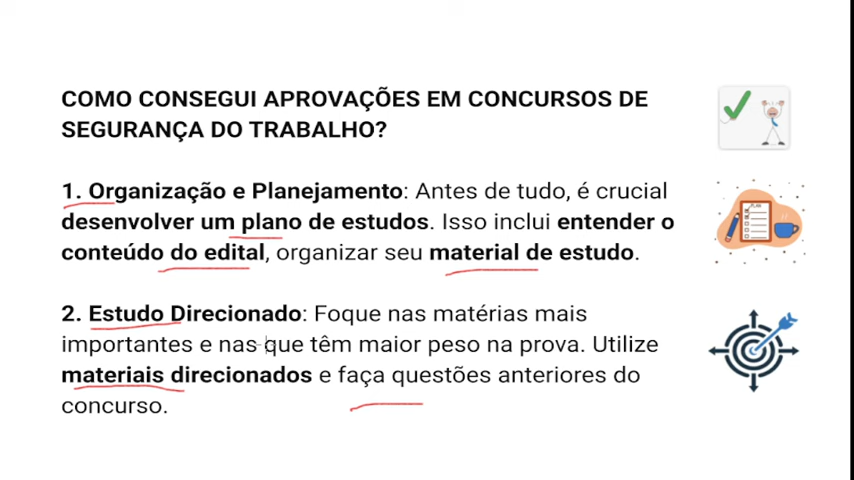 COMO CONSEGUI APROVAÇÕES EM CONCURSOS DE
SEGURANÇA DO TRABALHO?
1. Organização e Planejamento: Antes de tudo, é crucial
desenvolver um plano de estudos. Isso inclui entender o
conteúdo do edital, organizar seu material de estudo.
2. Estudo Direcionado: Foque nas matérias mais
importantes e nas que têm maior peso na prova. Utilize
materiais direcionados e faça questões anteriores do
concurso.
PLAN